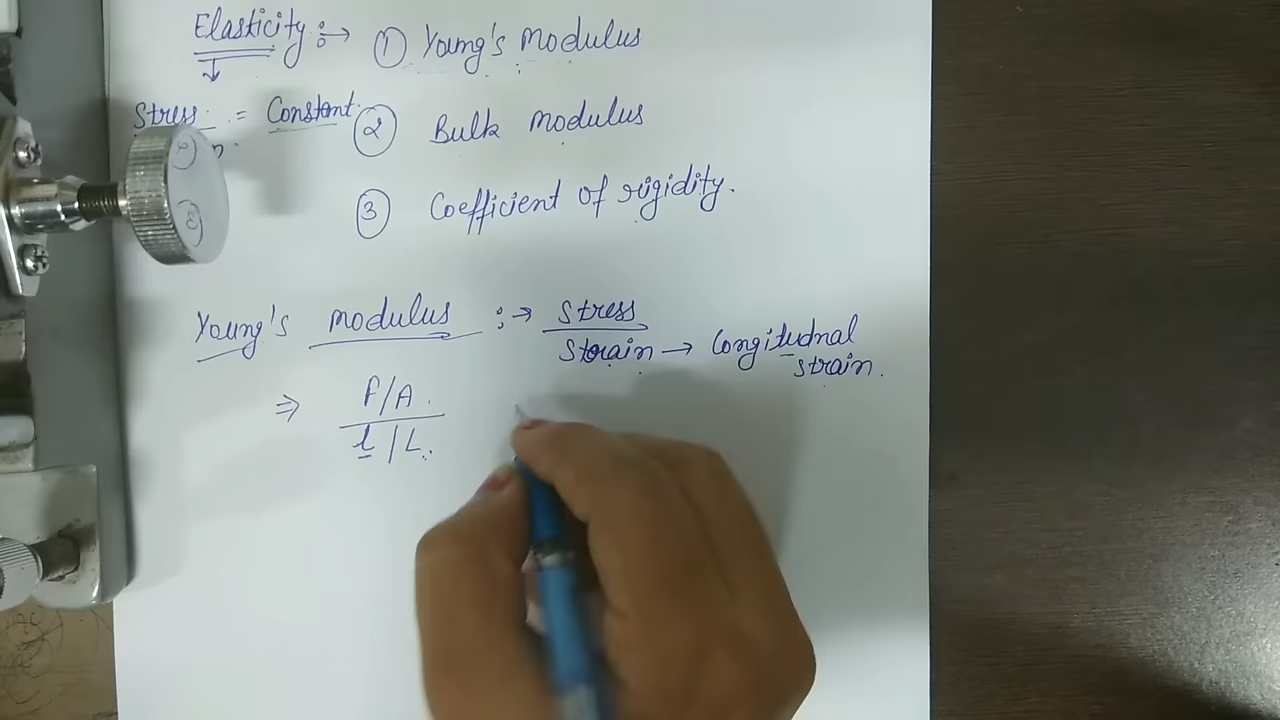 Elasticity :→ ① Young's modulus
↓
Stress = Constant.
② Bulk modulus
③ Coefficient of rigidity.
Young's modulus :→ Stress
Strain → Longitudnal
strain.
⇒ F/A.
l/L.